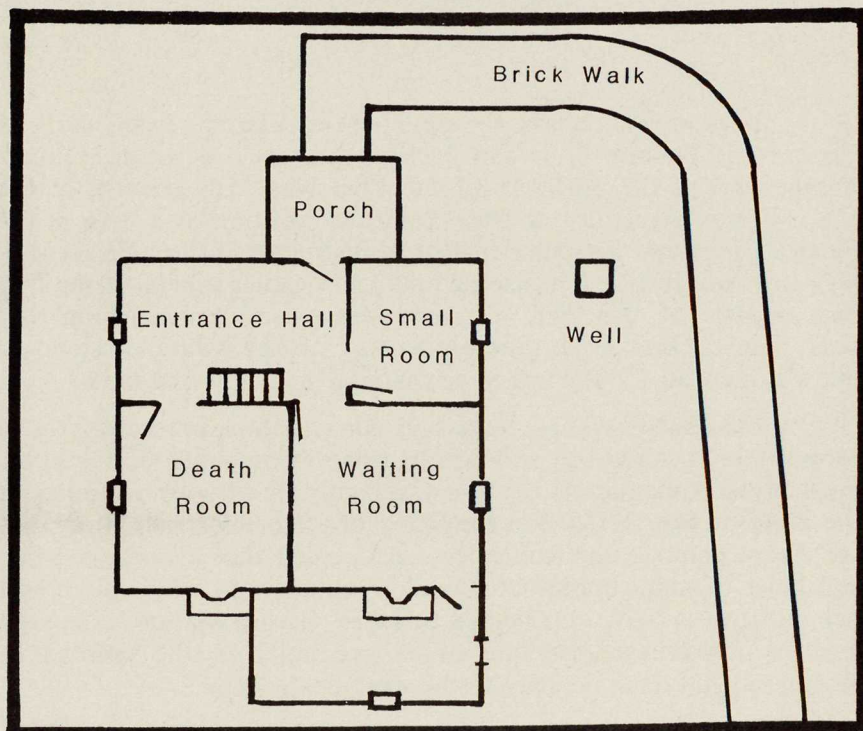 Brick Walk
Porch
Entrance Hall
Small
Room
Well
Death
Room
Waiting
Room